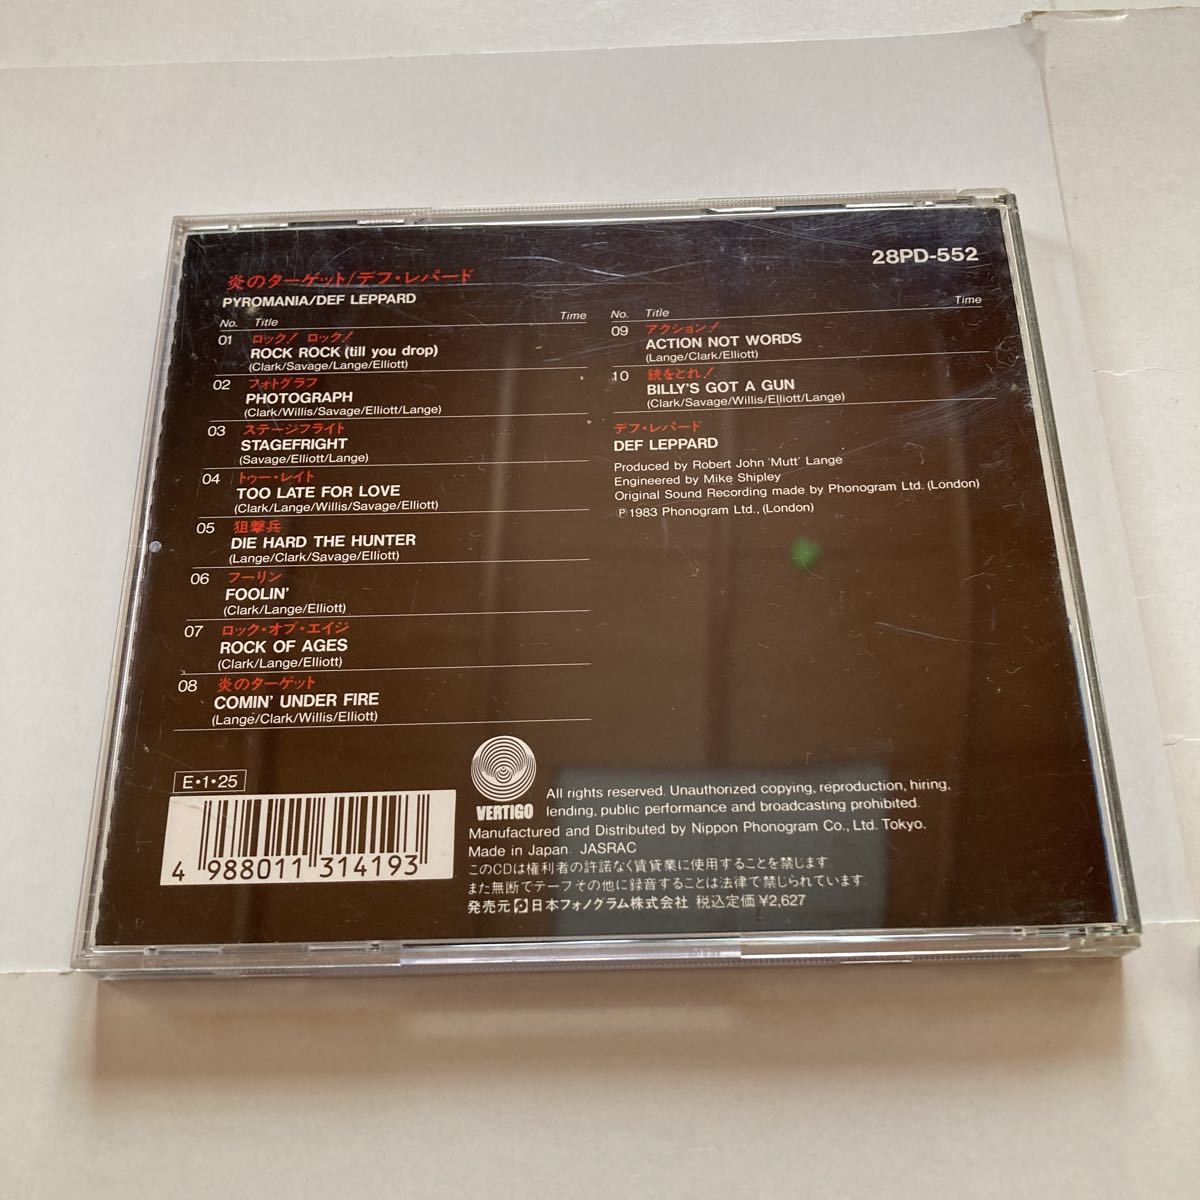 28PD-552
炎のターゲット/デフ・レパード
PYROMANIA/DEF LEPPARD
No. Title Time
01 ロック! ロック!
ROCK ROCK (till you drop)
(Clark/Savage/Lange/Elliott)
02 フォトグラフ
PHOTOGRAPH
(Clark/Willis/Savage/Elliott/Lange)
03 ステージフライト
STAGEFRIGHT
(Savage/Elliott/Lange)
04 トゥー・レイト
TOO LATE FOR LOVE
(Clark/Lange/Willis/Savage/Elliott)
05 狙撃兵
DIE HARD THE HUNTER
(Lange/Clark/Savage/Elliott)
06 フーリン
FOOLIN'
(Clark/Lange/Elliott)
07 ロック・オブ・エイジ
ROCK OF AGES
(Clark/Lange/Elliott)
08 炎のターゲット
COMIN' UNDER FIRE
(Lange/Clark/Willis/Elliott)
No. Title Time
09 アクション!
ACTION NOT WORDS
(Lange/Clark/Elliott)
10 銃をとれ!
BILLY'S GOT A GUN
(Clark/Savage/Willis/Elliott/Lange)
デフ・レパード
DEF LEPPARD
Produced by Robert John 'Mutt' Lange
Engineered by Mike Shipley
Original Sound Recording made by Phonogram Ltd. (London)
℗1983 Phonogram Ltd., (London)
E・1・25
4 988011 314193
VERTIGO
All rights reserved. Unauthorized copying, reproduction, hiring,
lending, public performance and broadcasting prohibited.
Manufactured and Distributed by Nippon Phonogram Co., Ltd. Tokyo.
Made in Japan. JASRAC
このCDは権利者の許諾なく賃貸業に使用することを禁じます
また無断でテープその他に録音することは法律で禁じられています
発売元 日本フォノグラム株式会社 税込定価¥2,627